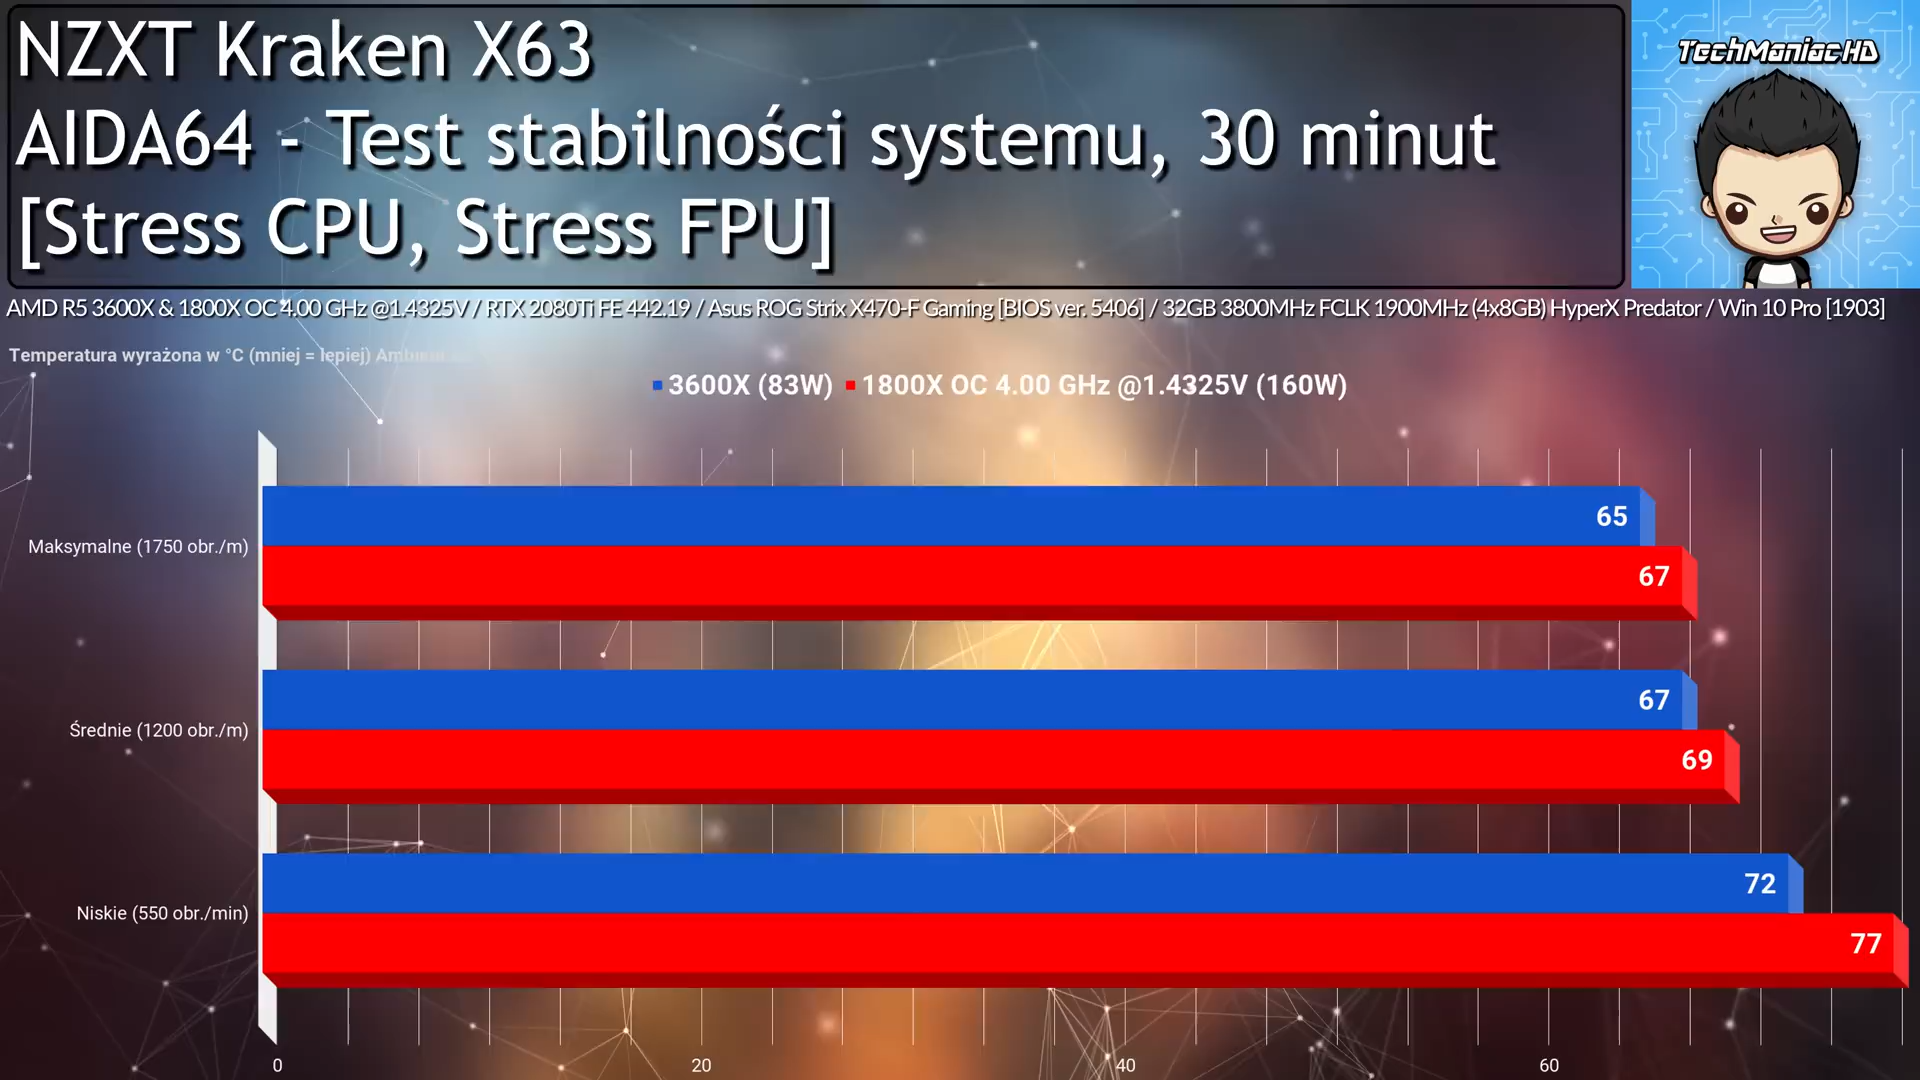 NZXT Kraken X63
AIDA64 - Test stabilności systemu, 30 minut
[Stress CPU, Stress FPU]
TechManiacHD
AMD R5 3600X & 1800X OC 4.00 GHz @1.4325V / RTX 2080Ti FE 442.19 / Asus ROG Strix X470-F Gaming [BIOS ver. 5406] / 32GB 3800MHz FCLK 1900MHz (4x8GB) HyperX Predator / Win 10 Pro [1903]
Temperatura wyrażona w °C (mniej = lepiej)
3600X (83W) 1800X OC 4.00 GHz @1.4325V (160W)
65
Maksymalne (1750 obr./m)
67
67
Średnie (1200 obr./m)
69
72
Niskie (550 obr./min)
77
0 20 40 60